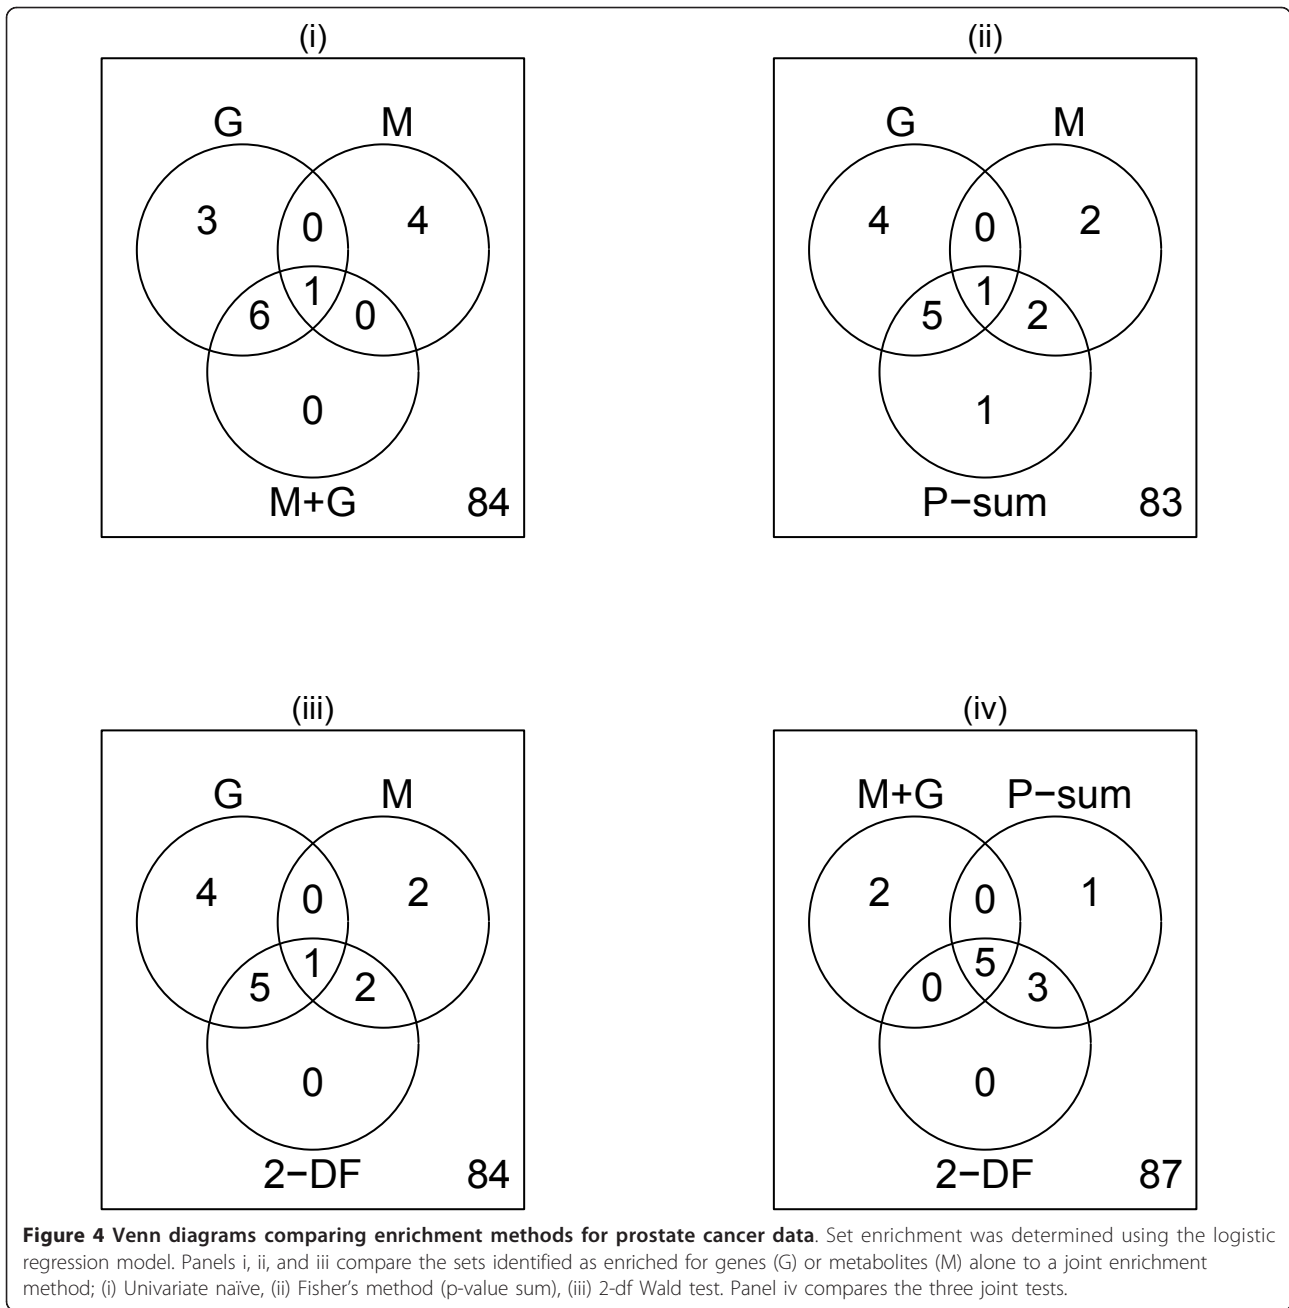 (i)
G M
3 0 4
1
6 0
0
M+G 84
(ii)
G M
4 0 2
1
5 2
1
P−sum 83
(iii)
G M
4 0 2
1
5 2
0
2−DF 84
(iv)
M+G P−sum
2 0 1
5
0 3
0
2−DF 87
Figure 4 Venn diagrams comparing enrichment methods for prostate cancer data. Set enrichment was determined using the logistic
regression model. Panels i, ii, and iii compare the sets identified as enriched for genes (G) or metabolites (M) alone to a joint enrichment
method; (i) Univariate naïve, (ii) Fisher's method (p-value sum), (iii) 2-df Wald test. Panel iv compares the three joint tests.